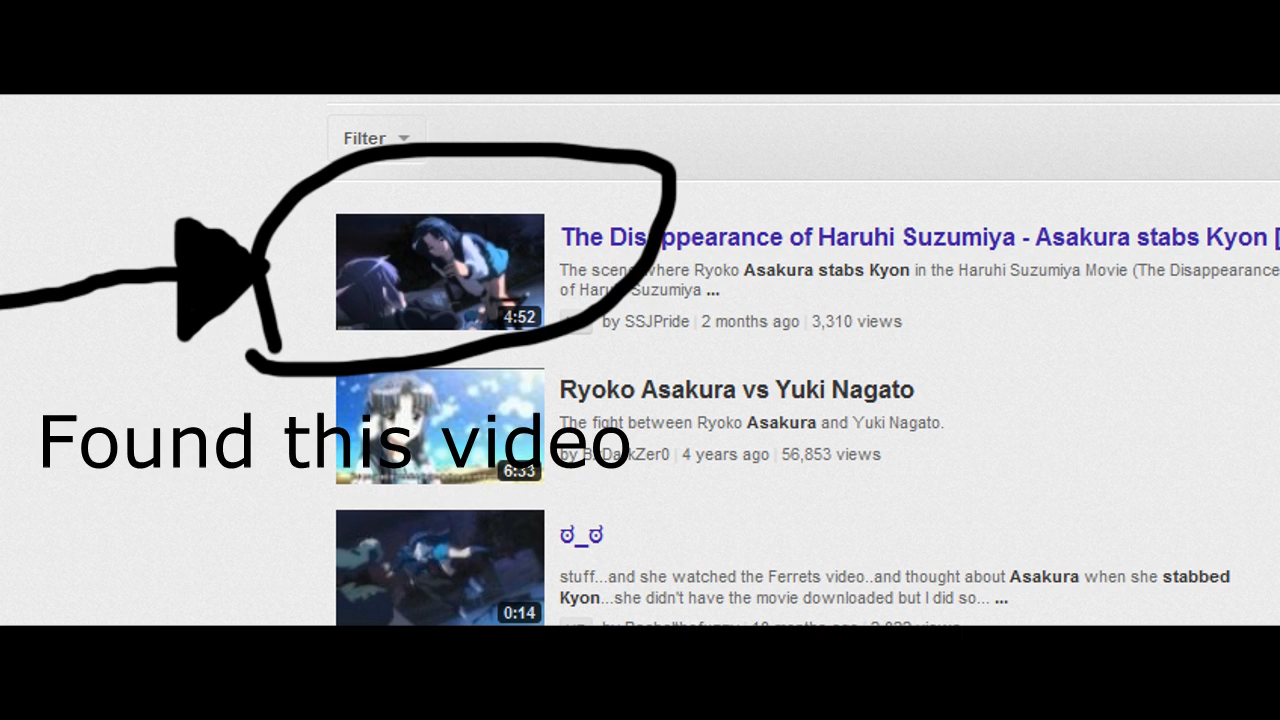 Filter
The Disappearance of Haruhi Suzumiya - Asakura stabs Kyon [
The scene where Ryoko Asakura stabs Kyon in the Haruhi Suzumiya Movie (The Disappearance
of Haruhi Suzumiya ...
4:52
by SSJPride 2 months ago 3,310 views
Ryoko Asakura vs Yuki Nagato
The fight between Ryoko Asakura and Yuki Nagato.
Found this video
by 4 years ago 56,853 views
6:33
ಠ_ಠ
stuff...and she watched the Ferrets video..and thought about Asakura when she stabbed
Kyon...she didn't have the movie downloaded but I did so... ...
0:14